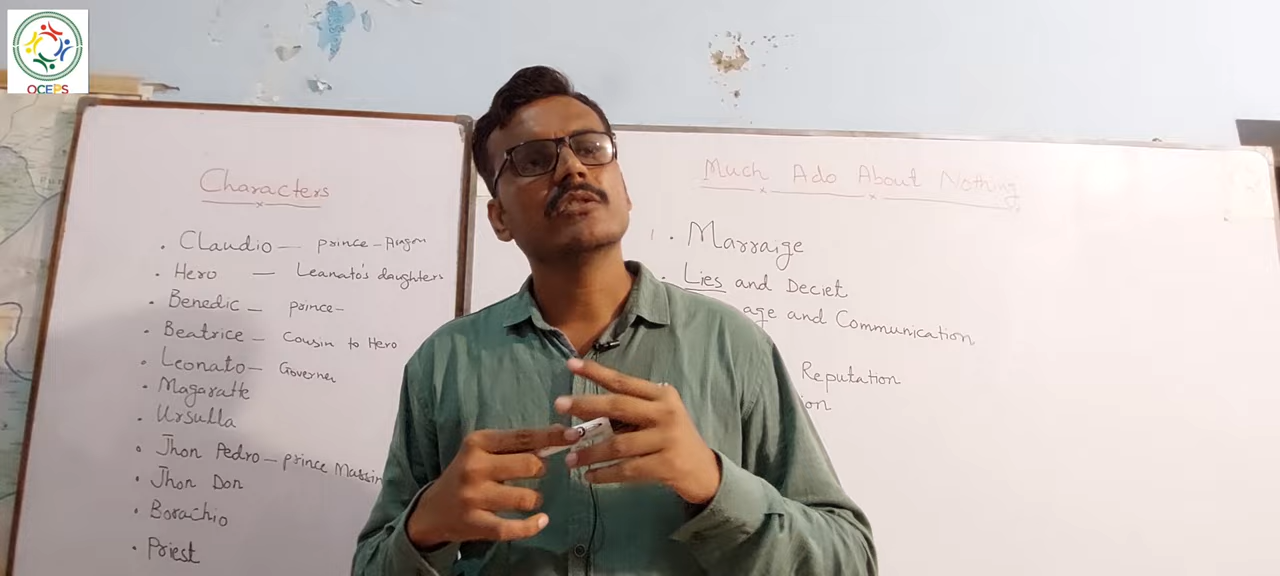 OCEPS
Characters
. Claudio — prince - Aragon
. Hero — Leanato's daughters
. Benedic — prince -
. Beatrice — Cousin to Hero
. Leonato — Governer
. Magaratte
. Ursulla
. Jhon Pedro — prince Massin
. Jhon Don
. Borachio
. Priest
Much Ado About Nothing
1 . Marraige
. Lies and Deciet
age and Communication
Reputation
ion